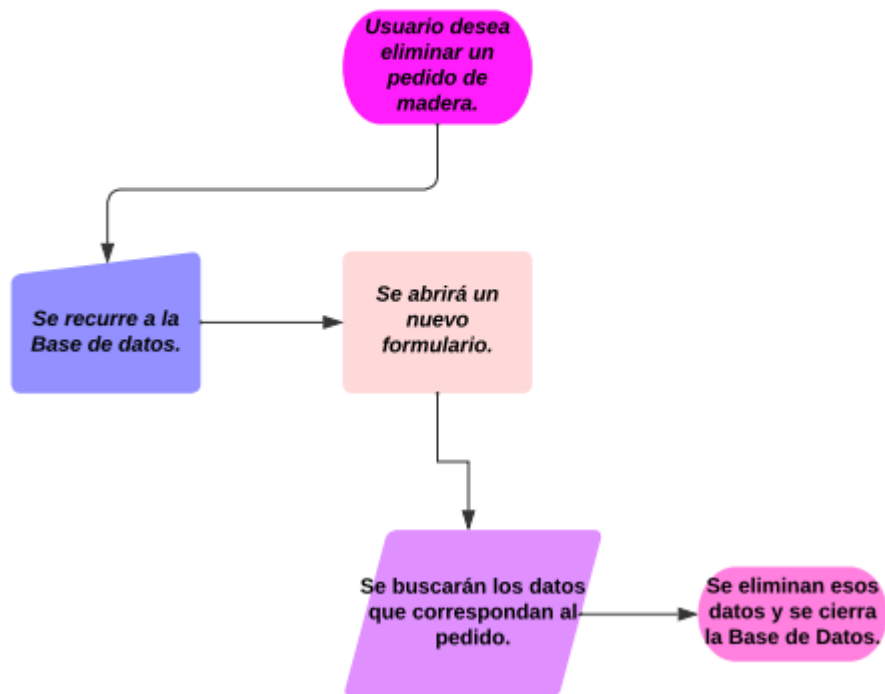 Usuario desea
eliminar un
pedido de
madera.
Se recurre a la
Base de datos.
Se abrirá un
nuevo
formulario.
Se buscarán los datos
que correspondan al
pedido.
Se eliminan esos
datos y se cierra
la Base de Datos.